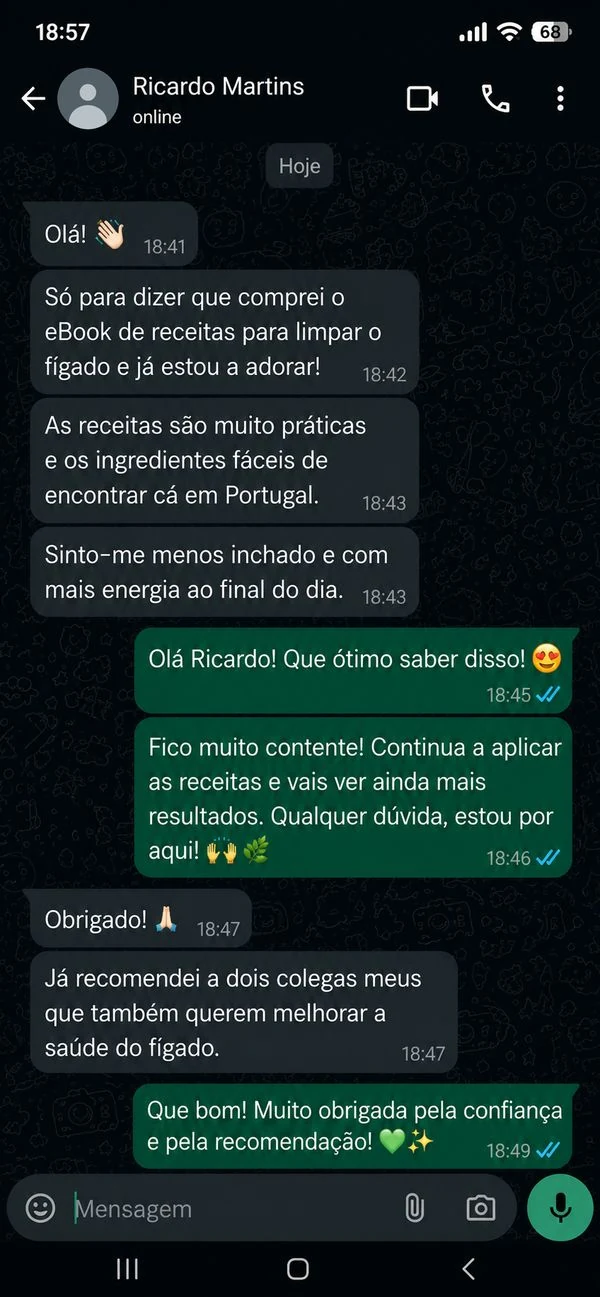 18:57
68
Ricardo Martins
online
Hoje
Olá! 👋🏻 18:41
Só para dizer que comprei o
eBook de receitas para limpar o
fígado e já estou a adorar! 18:42
As receitas são muito práticas
e os ingredientes fáceis de
encontrar cá em Portugal. 18:43
Sinto-me menos inchado e com
mais energia ao final do dia. 18:43
Olá Ricardo! Que ótimo saber disso! 😍
18:45
Fico muito contente! Continua a aplicar
as receitas e vais ver ainda mais
resultados. Qualquer dúvida, estou por
aqui! 🙌🌿 18:46
Obrigado! 🙏🏻 18:47
Já recomendei a dois colegas meus
que também querem melhorar a
saúde do fígado. 18:47
Que bom! Muito obrigada pela confiança
e pela recomendação! 💚✨ 18:49
Mensagem